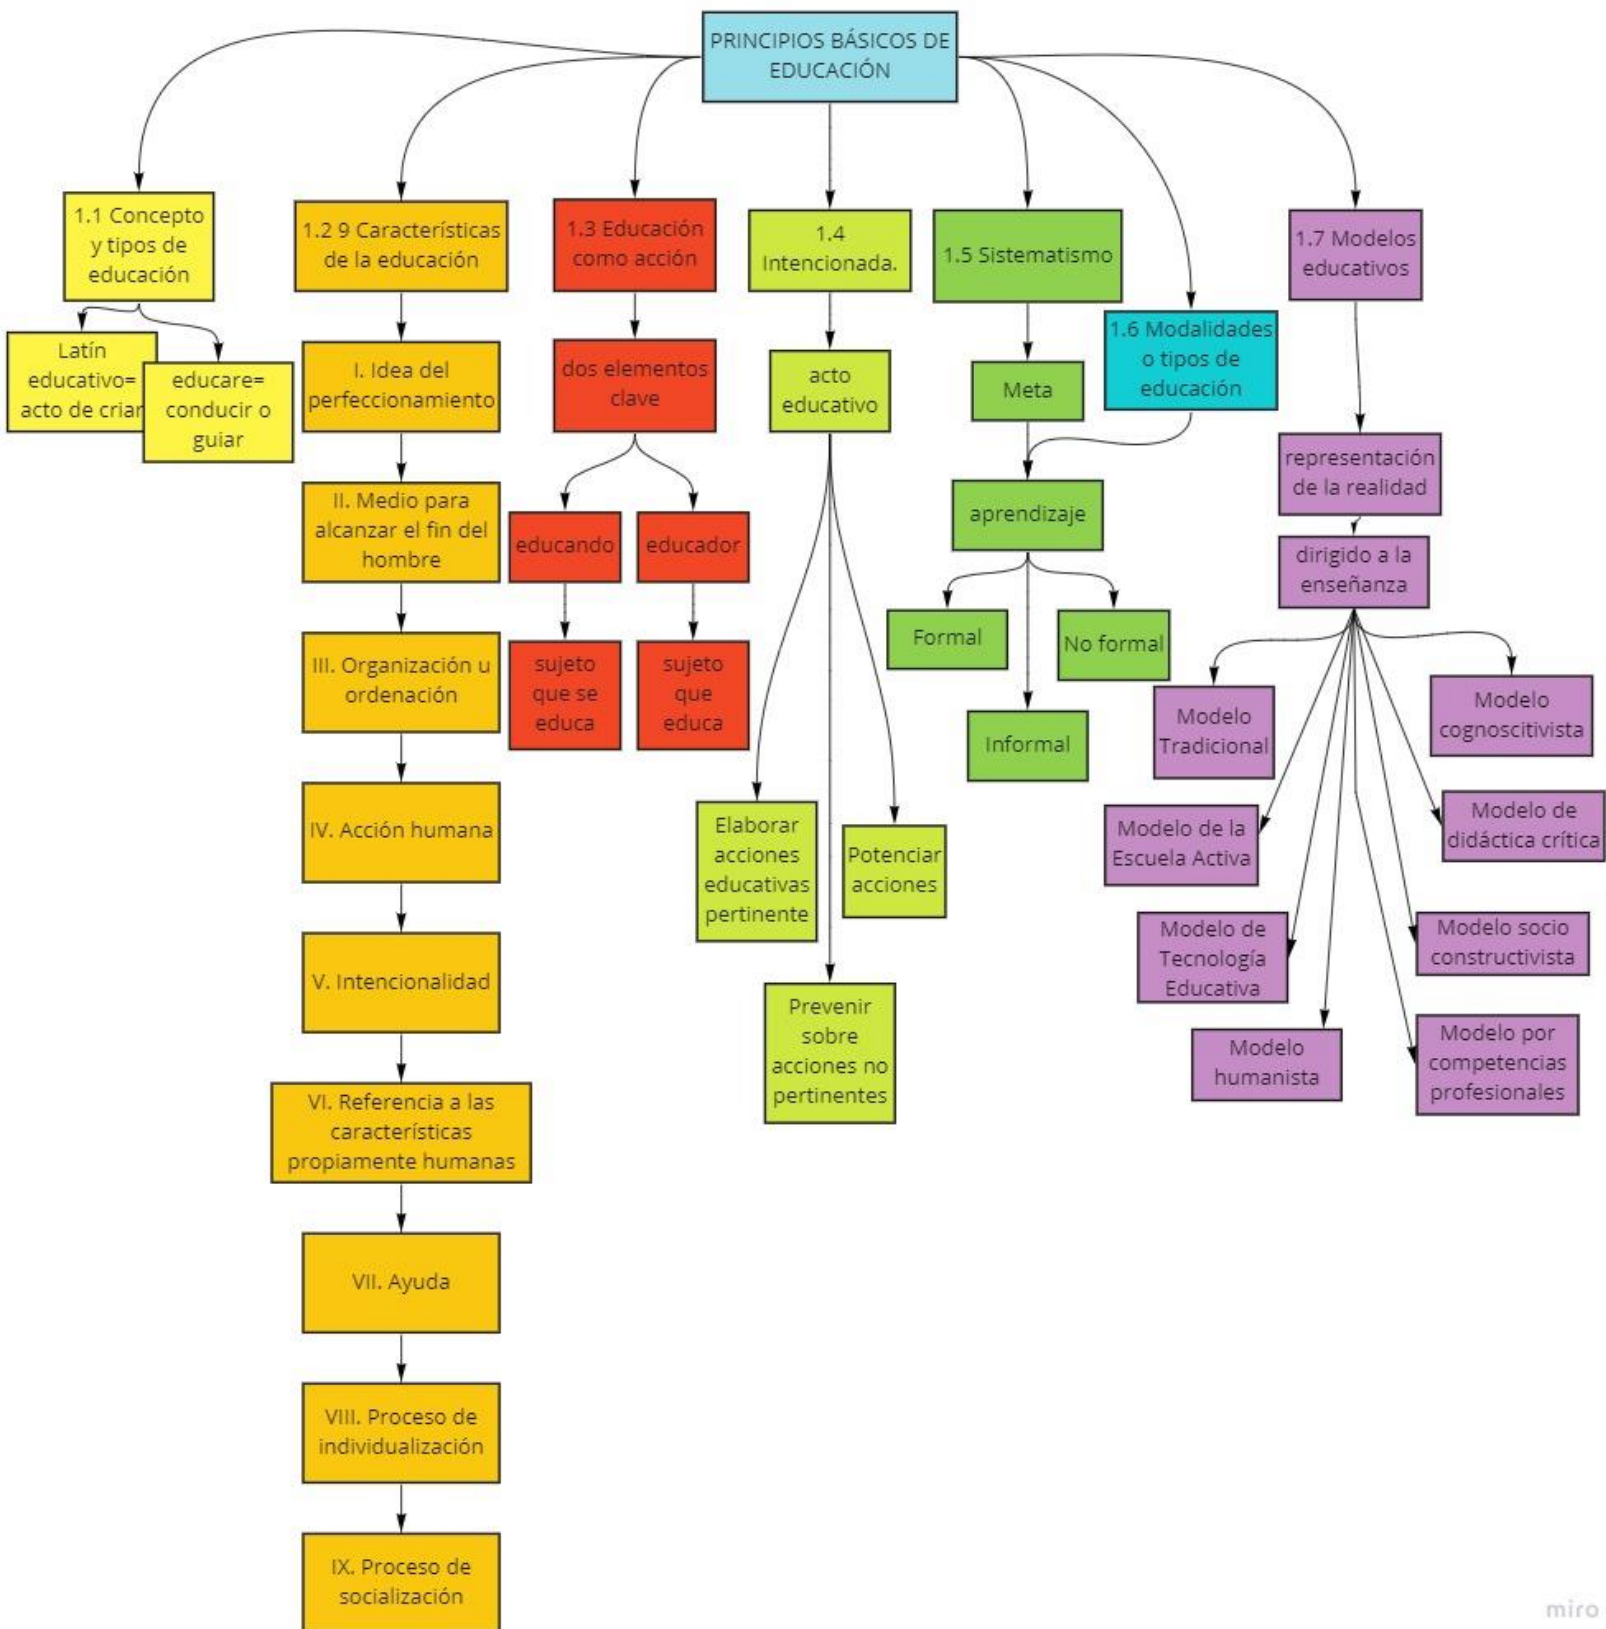 PRINCIPIOS BÁSICOS DE
EDUCACIÓN
1.1 Concepto
y tipos de
educación
Latín
educativo=
acto de criar
educare=
conducir o
guiar
1.2 9 Características
de la educación
I. Idea del
perfeccionamiento
II. Medio para
alcanzar el fin del
hombre
III. Organización u
ordenación
IV. Acción humana
V. Intencionalidad
VI. Referencia a las
características
propiamente humanas
VII. Ayuda
VIII. Proceso de
individualización
IX. Proceso de
socialización
1.3 Educación
como acción
dos elementos
clave
educando
sujeto
que se
educa
educador
sujeto
que
educa
1.4
Intencionada.
acto
educativo
Elaborar
acciones
educativas
pertinente
Prevenir
sobre
acciones no
pertinentes
Potenciar
acciones
1.5 Sistematismo
Meta
aprendizaje
Formal
Informal
No formal
1.6 Modalidades
o tipos de
educación
1.7 Modelos
educativos
representación
de la realidad
dirigido a la
enseñanza
Modelo
Tradicional
Modelo de la
Escuela Activa
Modelo de
Tecnología
Educativa
Modelo
humanista
Modelo por
competencias
profesionales
Modelo socio
constructivista
Modelo de
didáctica crítica
Modelo
cognoscitivista
miro